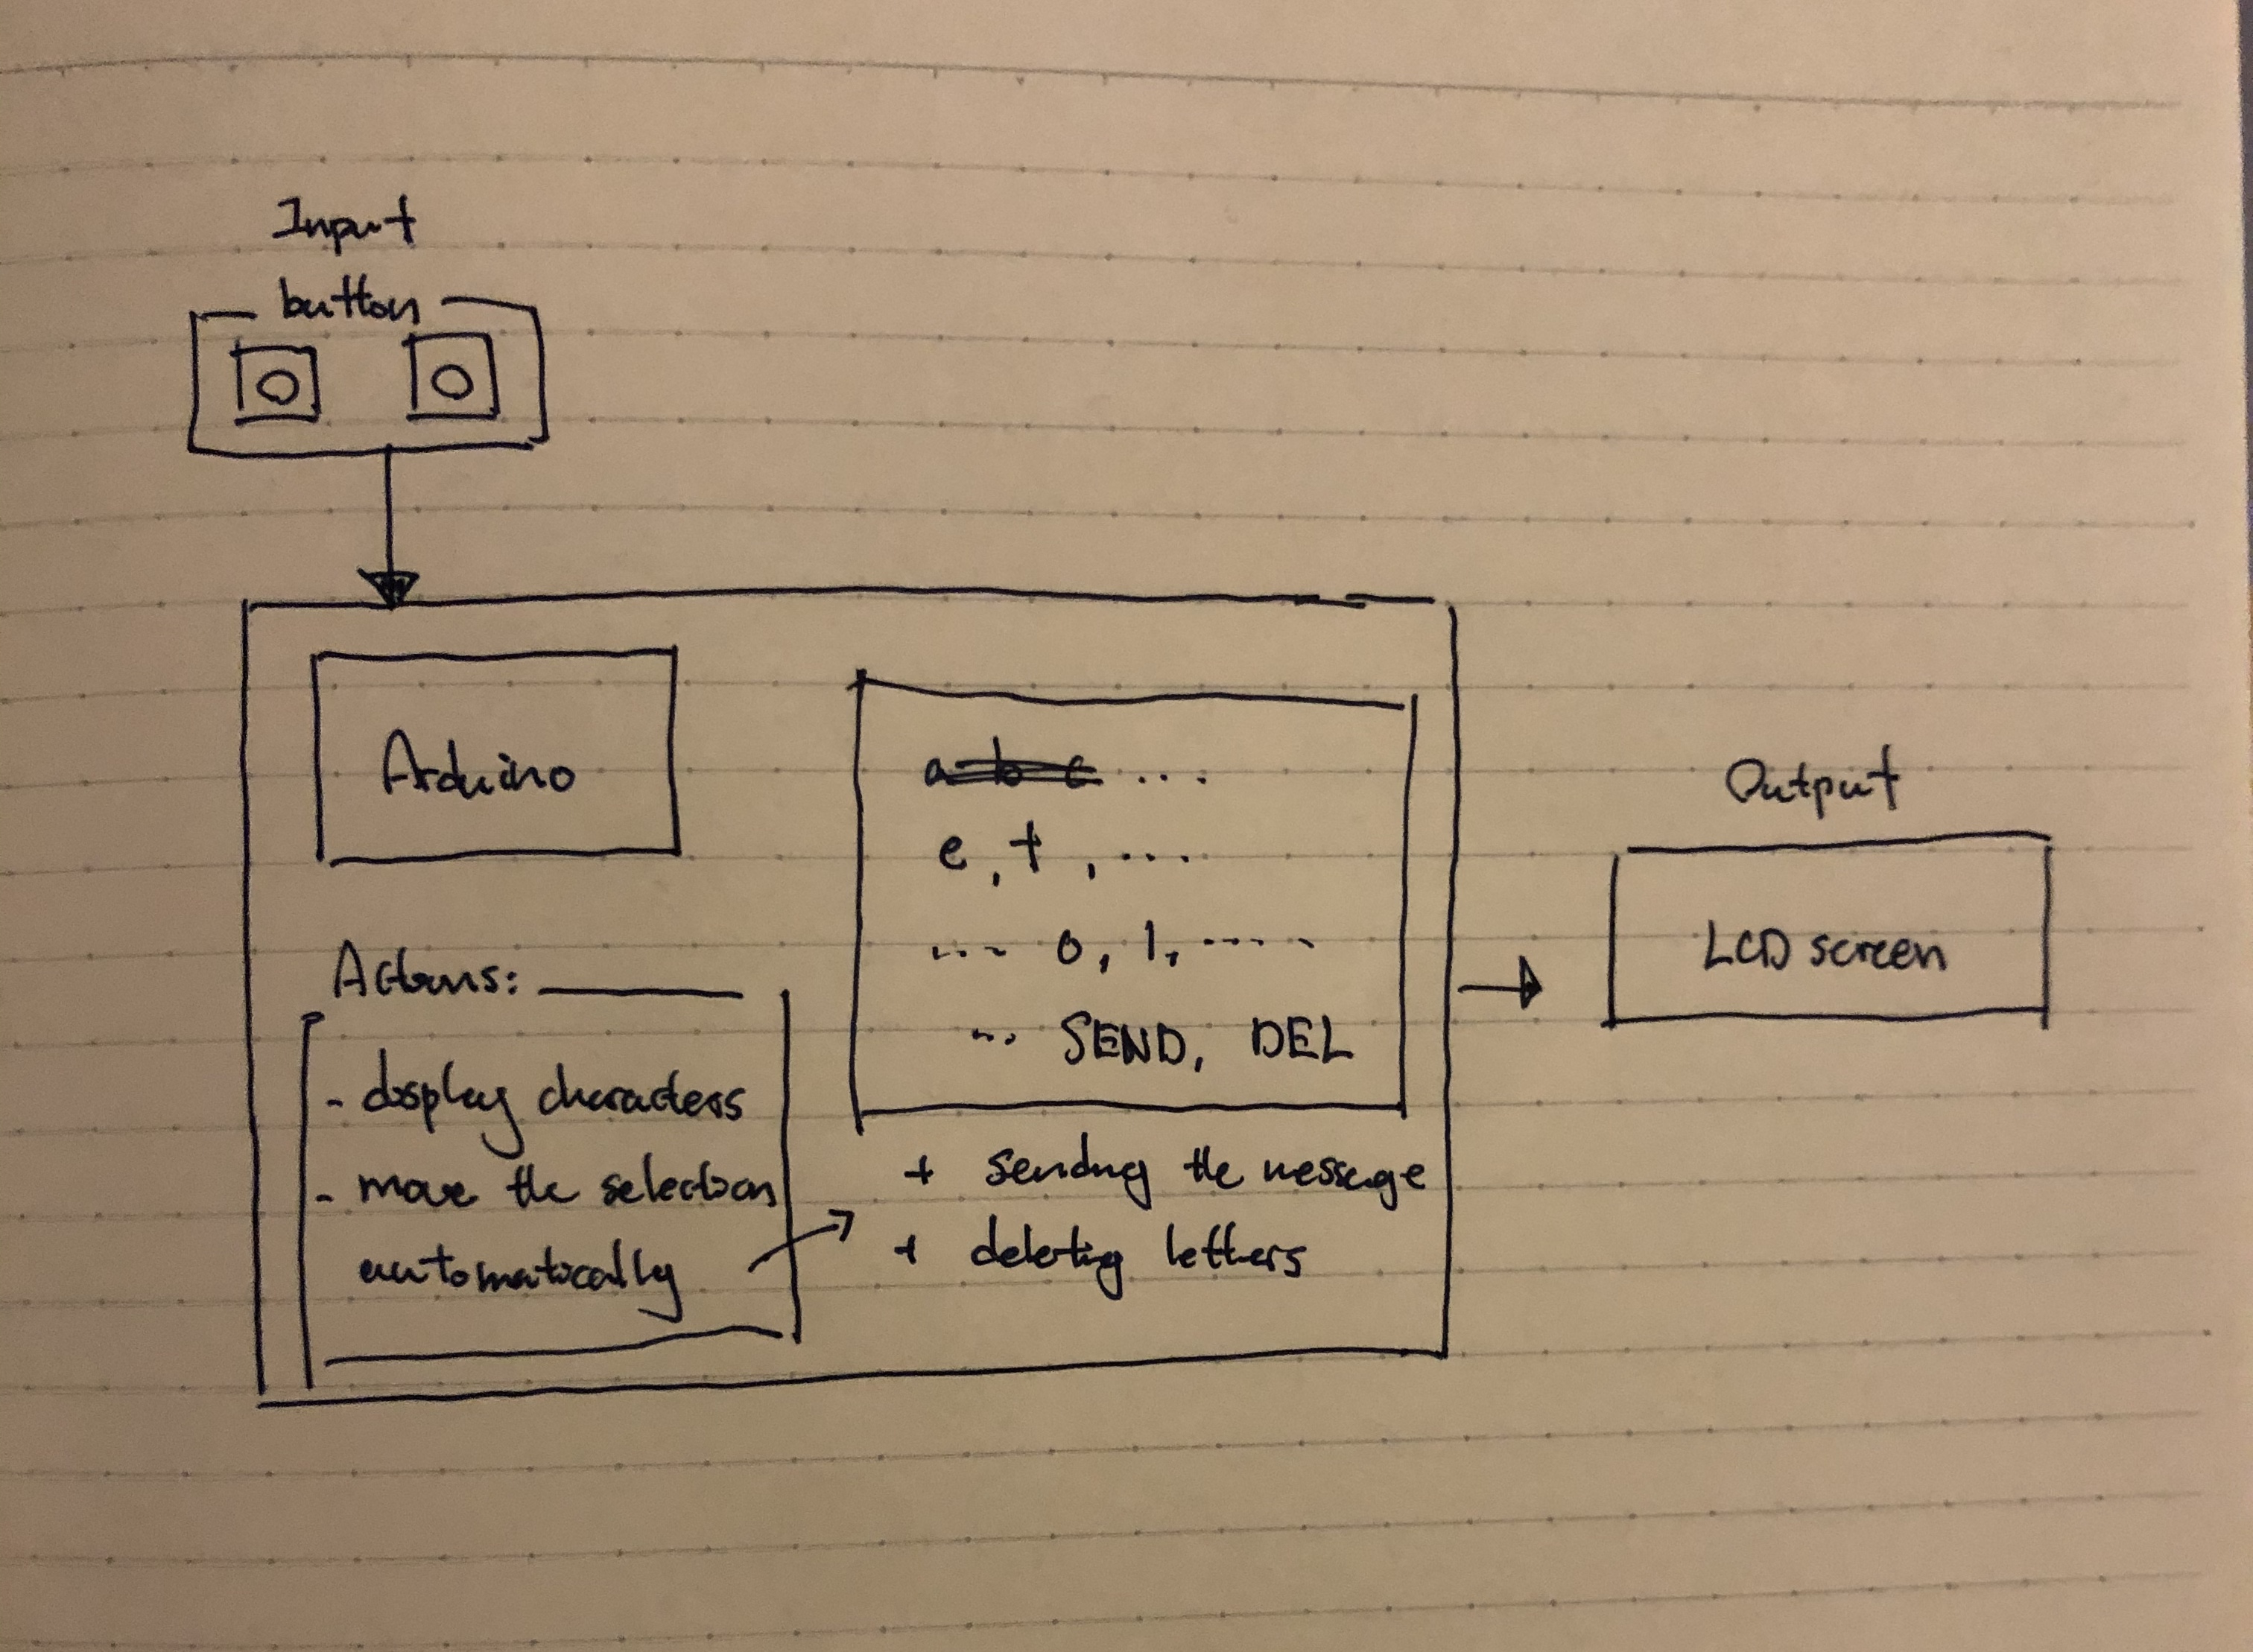 Input
button
Arduino
a b c ...
e, t, ...
... 0, 1, .....
... SEND, DEL
Actions:
- display characters
- move the selection
automatically
+ sending the message
+ deleting letters
Output
LCD screen